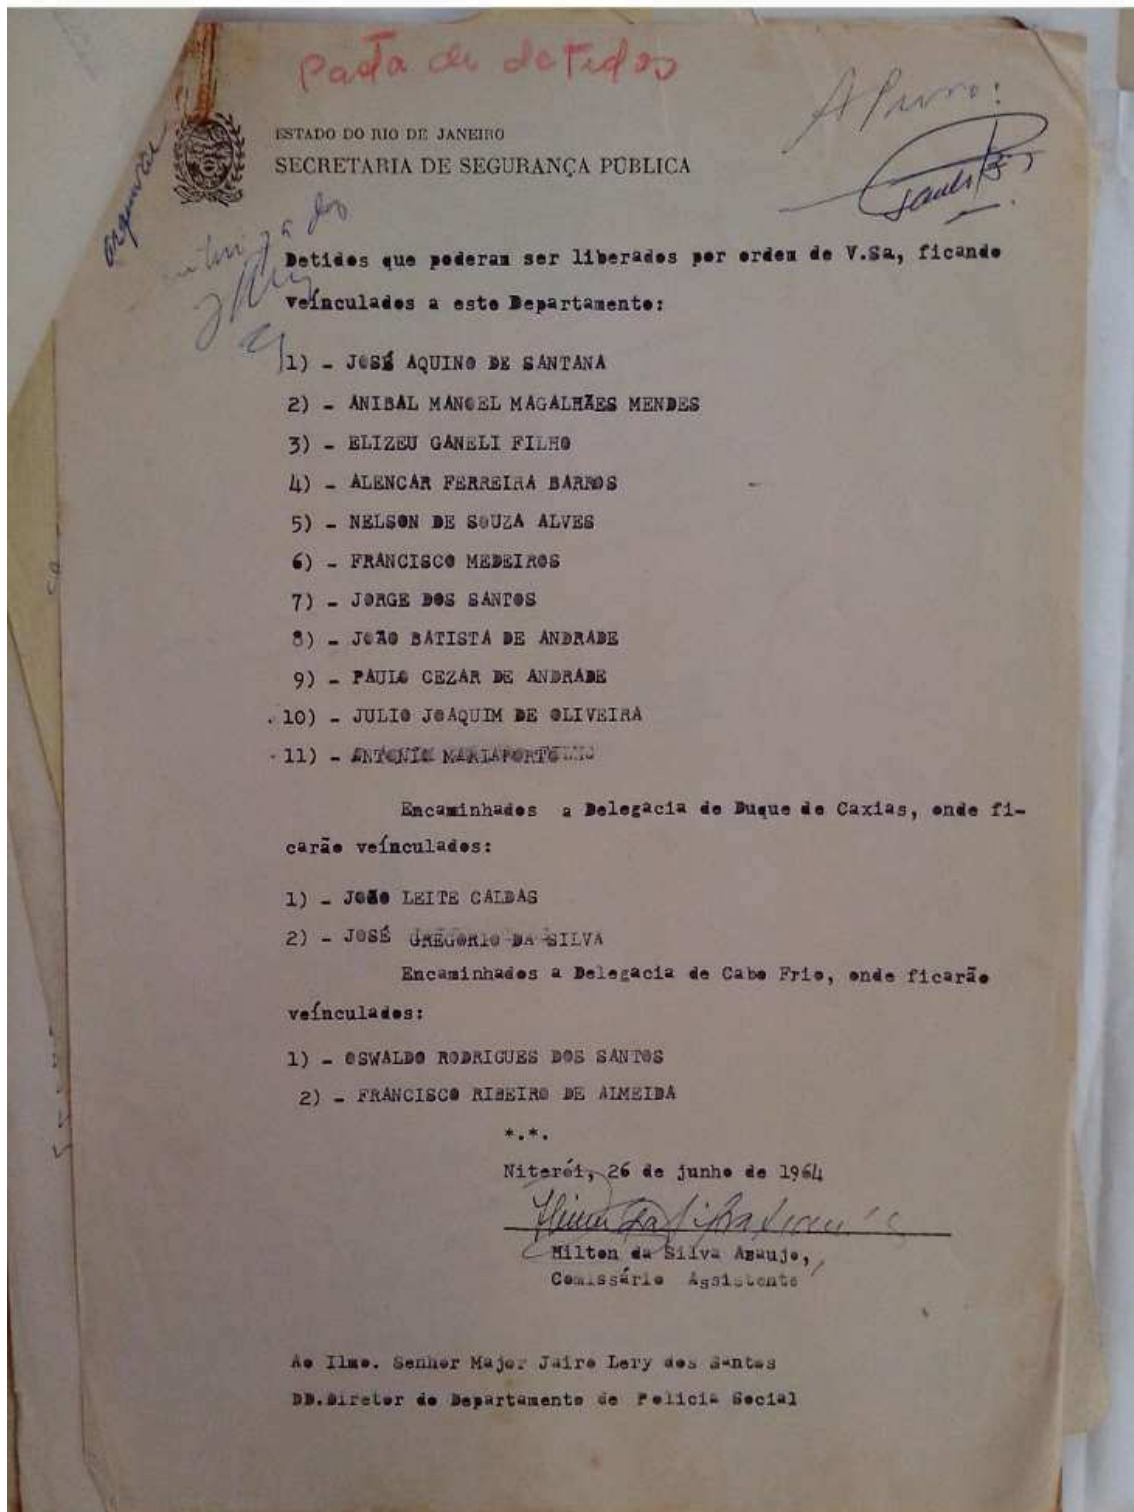 Pasta de detidos
ESTADO DO RIO DE JANEIRO
SECRETARIA DE SEGURANÇA PÚBLICA
arquivar
Detidos que poderam ser liberados por ordem de V.Sa, ficando
veínculados a este Departamento:
1) - JOSÉ AQUINO DE SANTANA
2) - ANIBAL MANOEL MAGALHÃES MENDES
3) - ELIZEU GANELI FILHO
4) - ALENCAR FERREIRA BARROS
5) - NELSON DE SOUZA ALVES
6) - FRANCISCO MEDEIROS
7) - JORGE DOS SANTOS
8) - JOÃO BATISTA DE ANDRADE
9) - PAULO CEZAR DE ANDRADE
10) - JULIO JOAQUIM DE OLIVEIRA
11) - ANTONIO MARIAPORTO
Encaminhados a Delegacia de Duque de Caxias, onde fi-
carão veínculados:
1) - JOÃO LEITE CALDAS
2) - JOSÉ GREGORIO DA SILVA
Encaminhados a Delegacia de Cabo Frio, onde ficarão
veínculados:
1) - OSWALDO RODRIGUES DOS SANTOS
2) - FRANCISCO RIBEIRO DE ALMEIDA
*.*.
Niterói, 26 de junho de 1964
Milton da Silva Araujo,
Comissário Assistente
Ao Ilmo. Senhor Major Jairo Lery dos Santos
DD.Diretor do Departamento de Policia Social